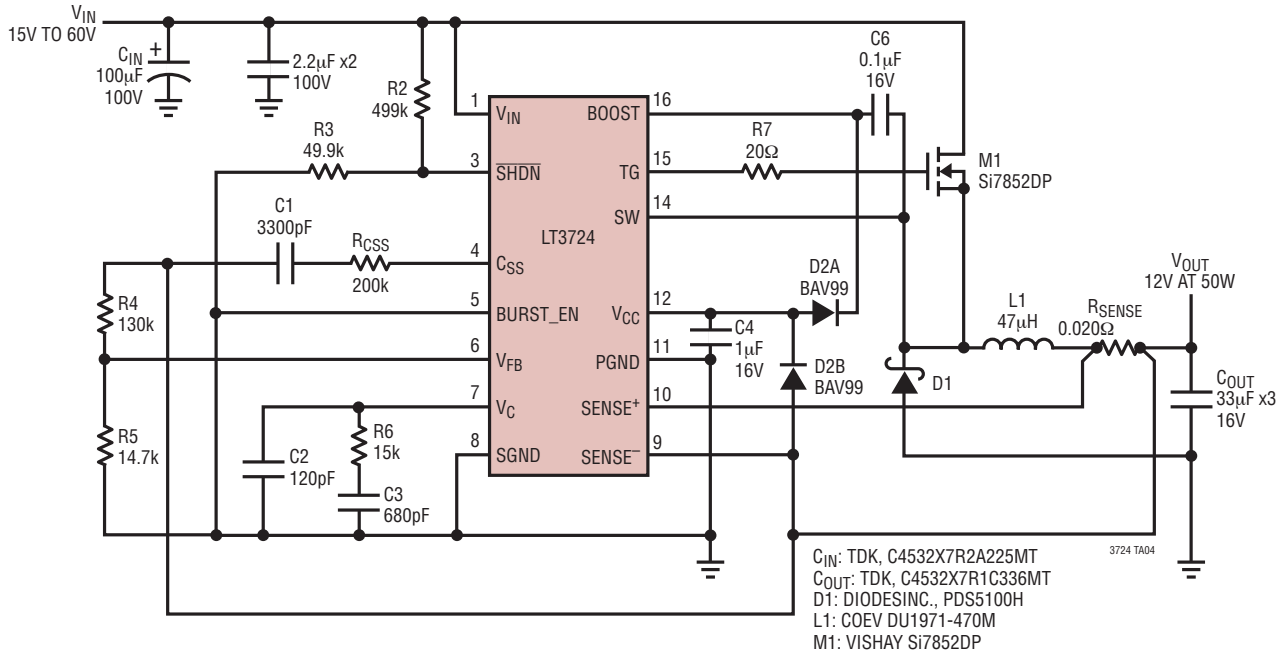 VIN
15V TO 60V
CIN
100µF
100V
+
2.2µF x2
100V
R2
499k
R3
49.9k
C1
3300pF
RCSS
200k
R4
130k
R5
14.7k
C2
120pF
R6
15k
C3
680pF
1
3
4
5
6
7
8
VIN
SHDN
CSS
BURST_EN
VFB
VC
SGND
LT3724
BOOST
TG
SW
VCC
PGND
SENSE+
SENSE–
16
15
14
12
11
10
9
C6
0.1µF
16V
R7
20Ω
M1
Si7852DP
D2A
BAV99
C4
1µF
16V
D2B
BAV99
D1
L1
47µH
RSENSE
0.020Ω
VOUT
12V AT 50W
COUT
33µF x3
16V
3724 TA04
CIN: TDK, C4532X7R2A225MT
COUT: TDK, C4532X7R1C336MT
D1: DIODESINC., PDS5100H
L1: COEV DU1971-470M
M1: VISHAY Si7852DP